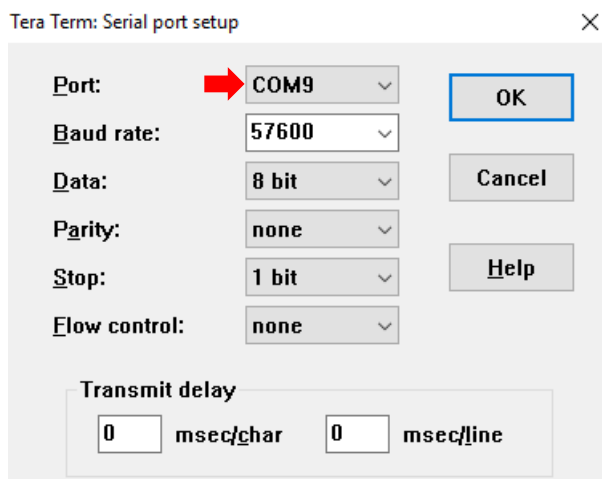 Tera Term: Serial port setup
Port: COM9 OK
Baud rate: 57600
Data: 8 bit Cancel
Parity: none
Stop: 1 bit Help
Flow control: none
Transmit delay
0 msec/char 0 msec/line